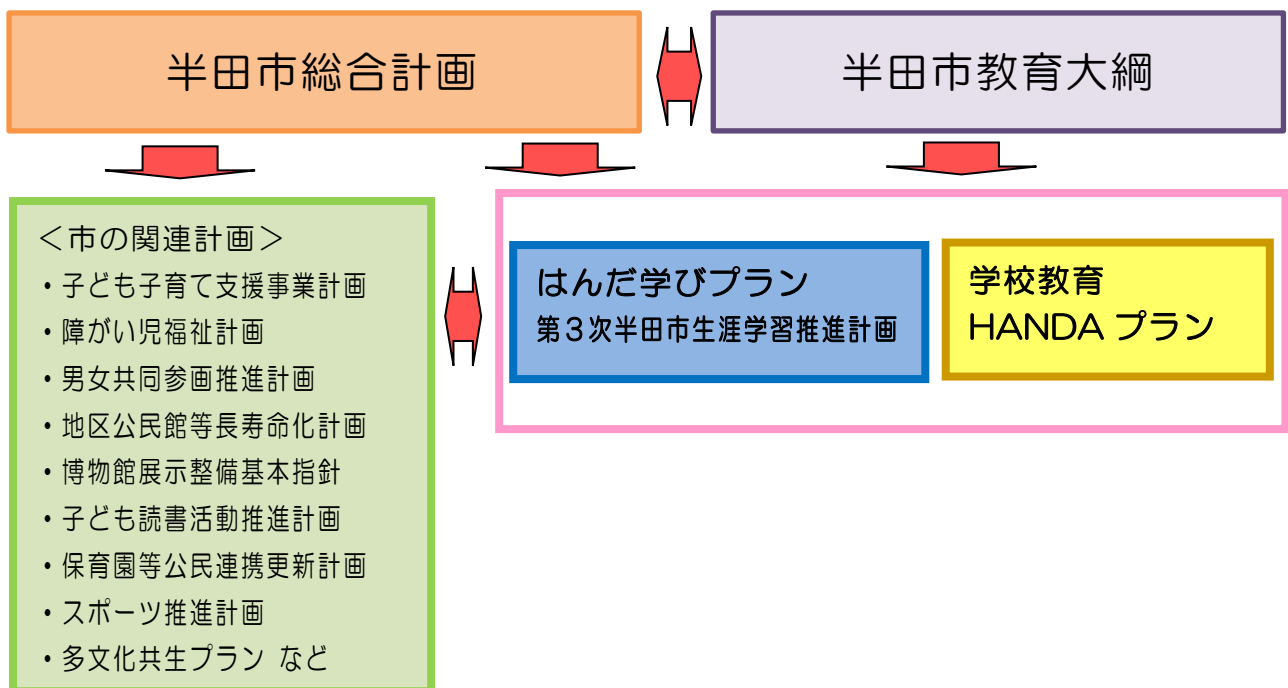 半田市総合計画
半田市教育大綱
＜市の関連計画＞
・子ども子育て支援事業計画
・障がい児福祉計画
・男女共同参画推進計画
・地区公民館等長寿命化計画
・博物館展示整備基本指針
・子ども読書活動推進計画
・保育園等公民連携更新計画
・スポーツ推進計画
・多文化共生プラン など
はんだ学びプラン
第３次半田市生涯学習推進計画
学校教育
HANDA プラン